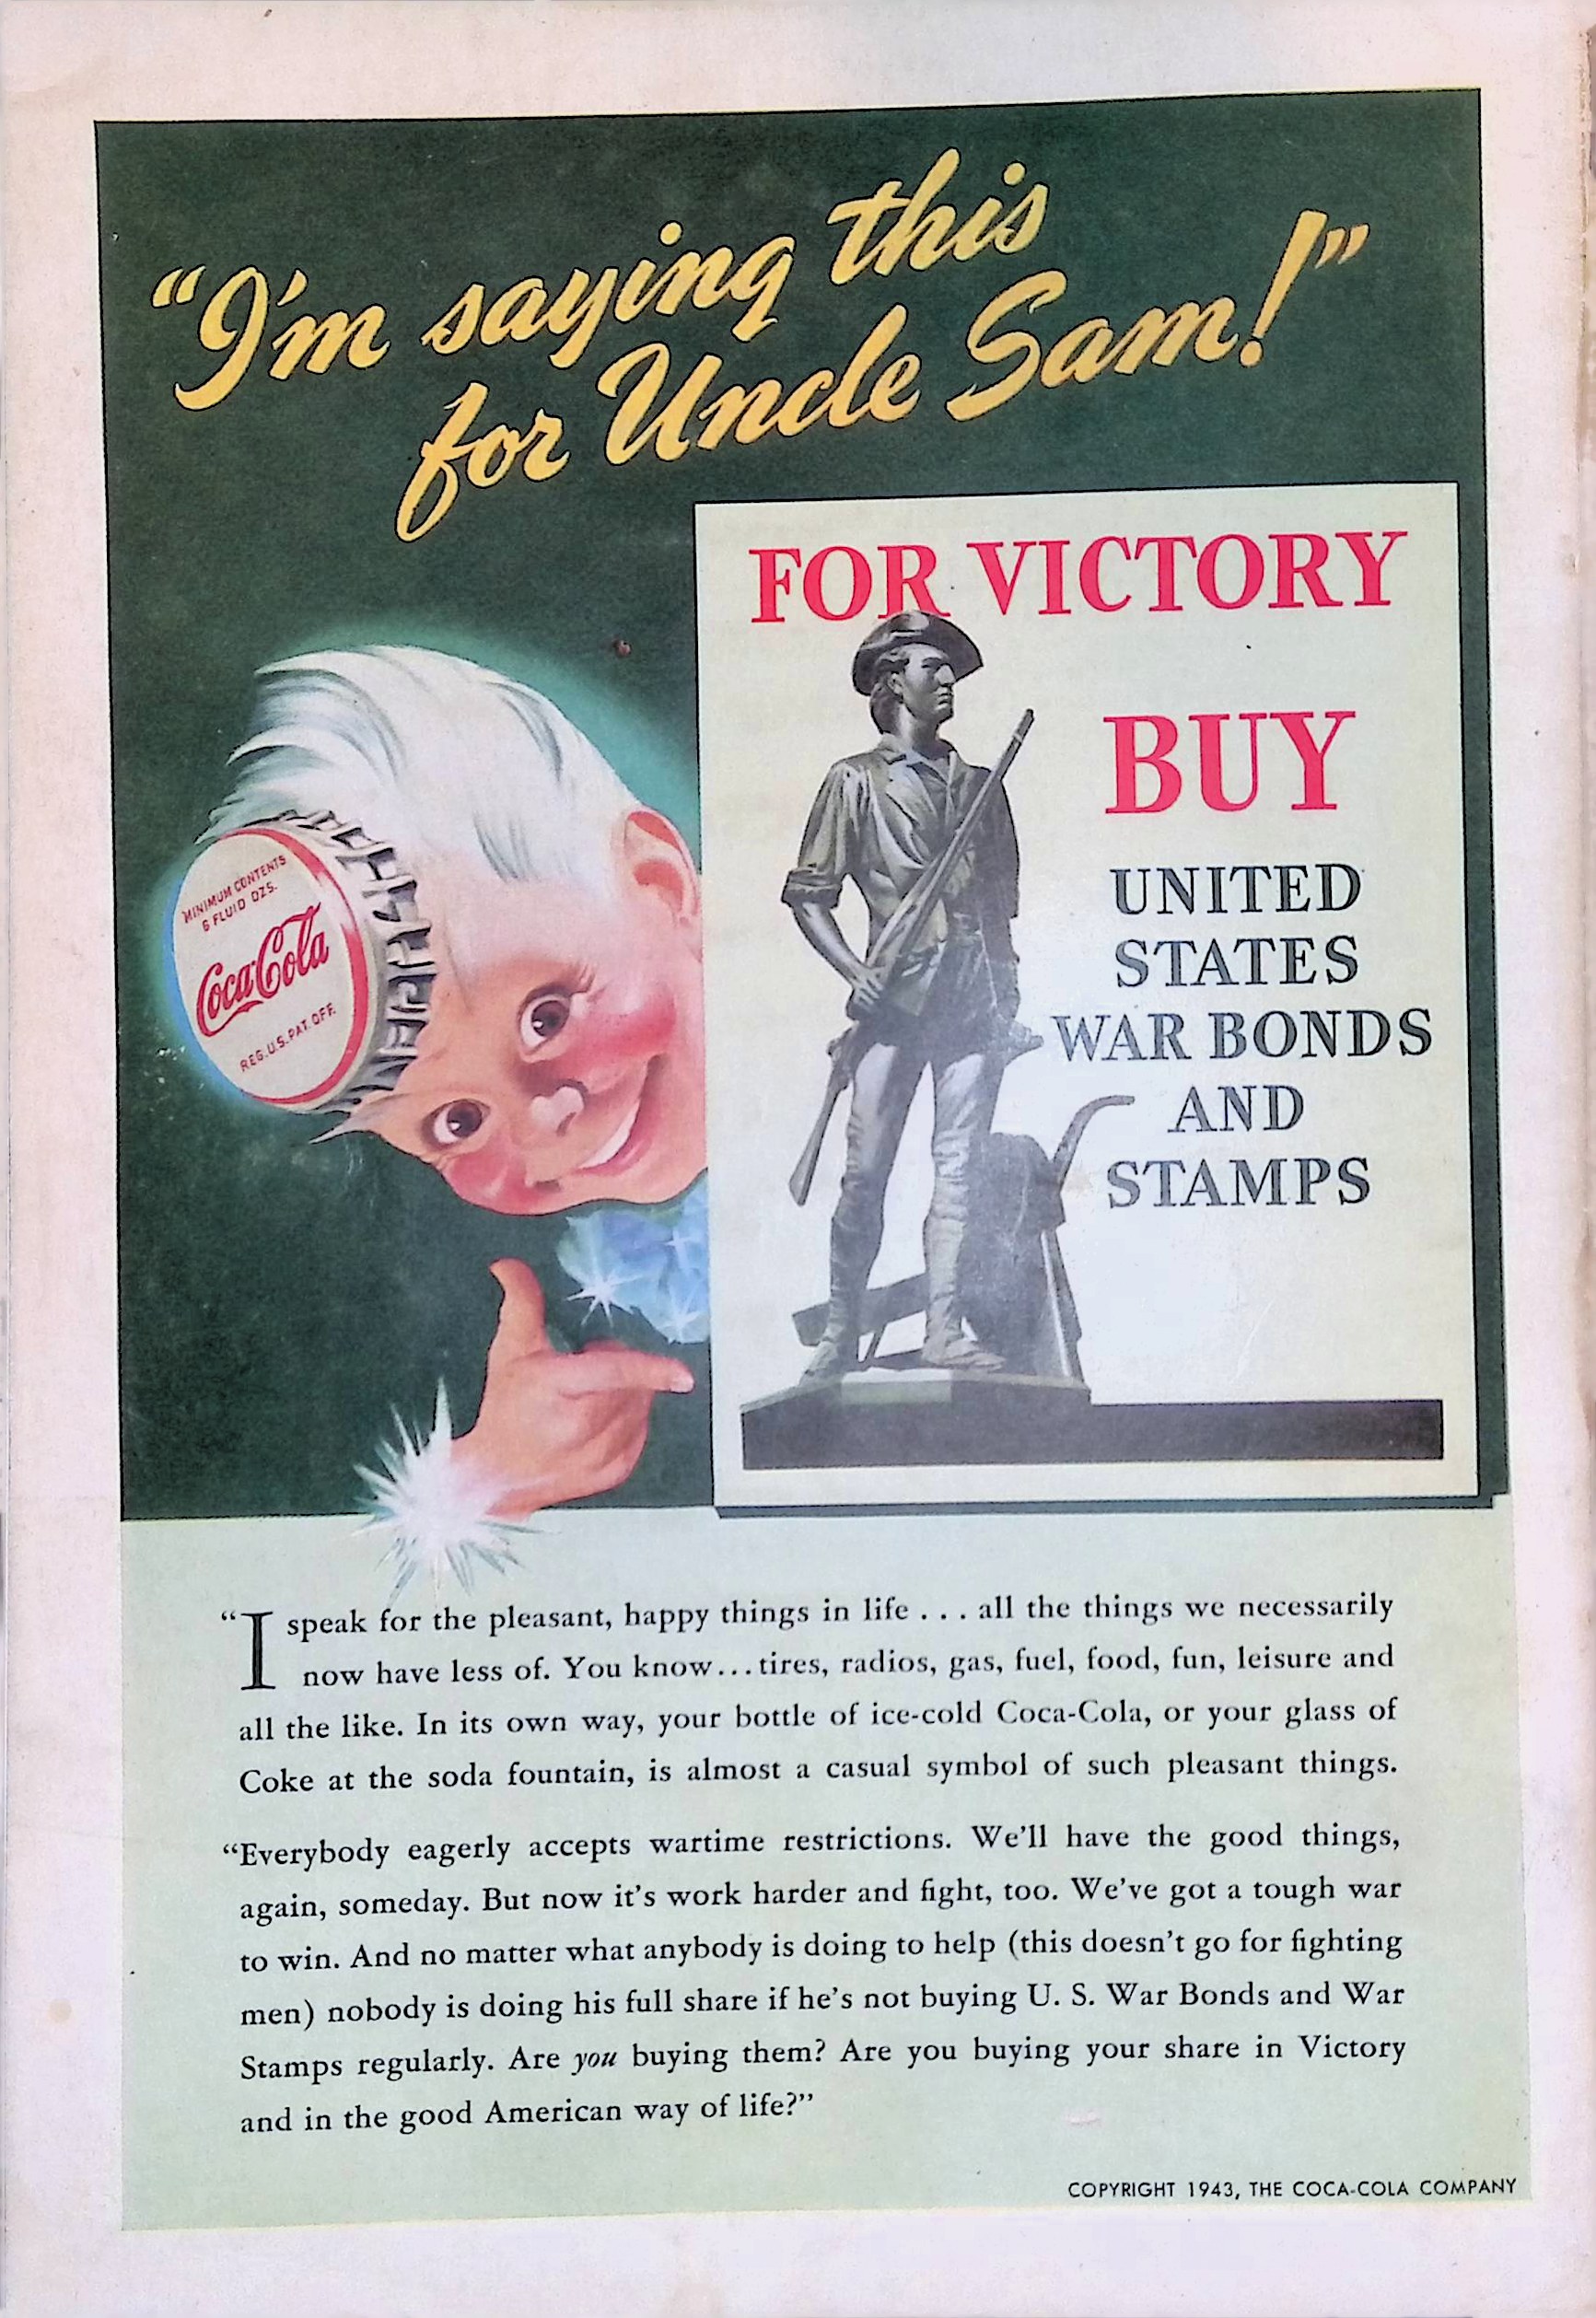 “I'm saying this
for Uncle Sam!”
FOR VICTORY
BUY
UNITED
STATES
WAR BONDS
AND
STAMPS
MINIMUM CONTENTS
6 FLUID OZS.
Coca-Cola
REG. U.S. PAT. OFF.
“I speak for the pleasant, happy things in life . . . all the things we necessarily
now have less of. You know...tires, radios, gas, fuel, food, fun, leisure and
all the like. In its own way, your bottle of ice-cold Coca-Cola, or your glass of
Coke at the soda fountain, is almost a casual symbol of such pleasant things.
“Everybody eagerly accepts wartime restrictions. We'll have the good things,
again, someday. But now it's work harder and fight, too. We've got a tough war
to win. And no matter what anybody is doing to help (this doesn't go for fighting
men) nobody is doing his full share if he's not buying U. S. War Bonds and War
Stamps regularly. Are you buying them? Are you buying your share in Victory
and in the good American way of life?”
COPYRIGHT 1943, THE COCA-COLA COMPANY